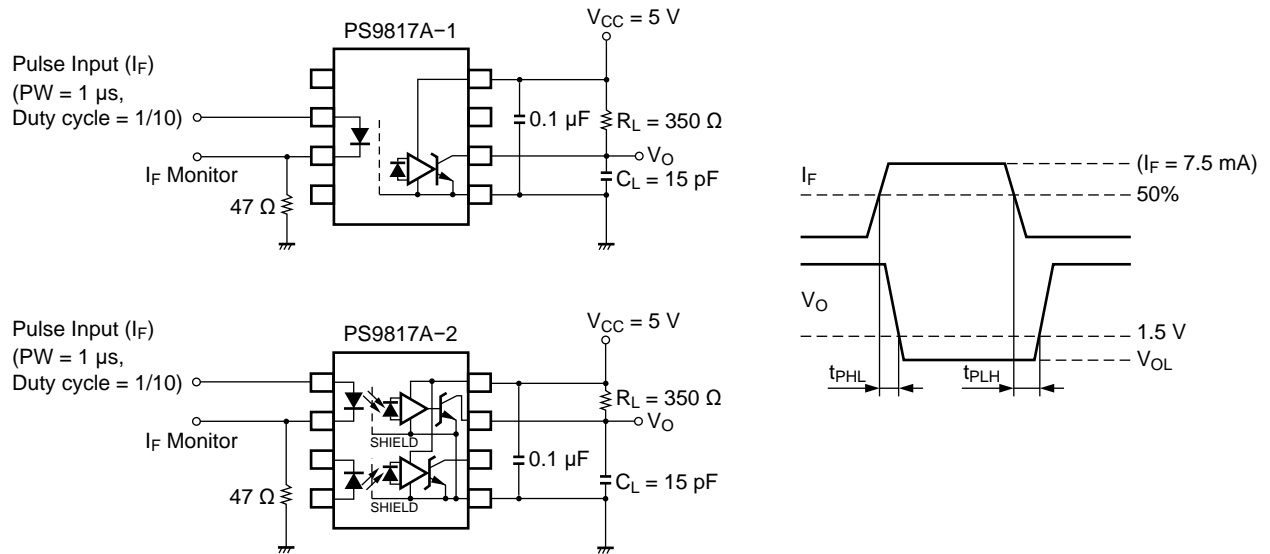 V_CC = 5 V
PS9817A−1
Pulse Input (I_F)
(PW = 1 µs,
Duty cycle = 1/10)
I_F Monitor
47 Ω
0.1 µF
R_L = 350 Ω
V_O
C_L = 15 pF
PS9817A−2
V_CC = 5 V
Pulse Input (I_F)
(PW = 1 µs,
Duty cycle = 1/10)
I_F Monitor
47 Ω
SHIELD
SHIELD
0.1 µF
R_L = 350 Ω
V_O
C_L = 15 pF
I_F
(I_F = 7.5 mA)
50%
V_O
1.5 V
V_OL
t_PHL
t_PLH